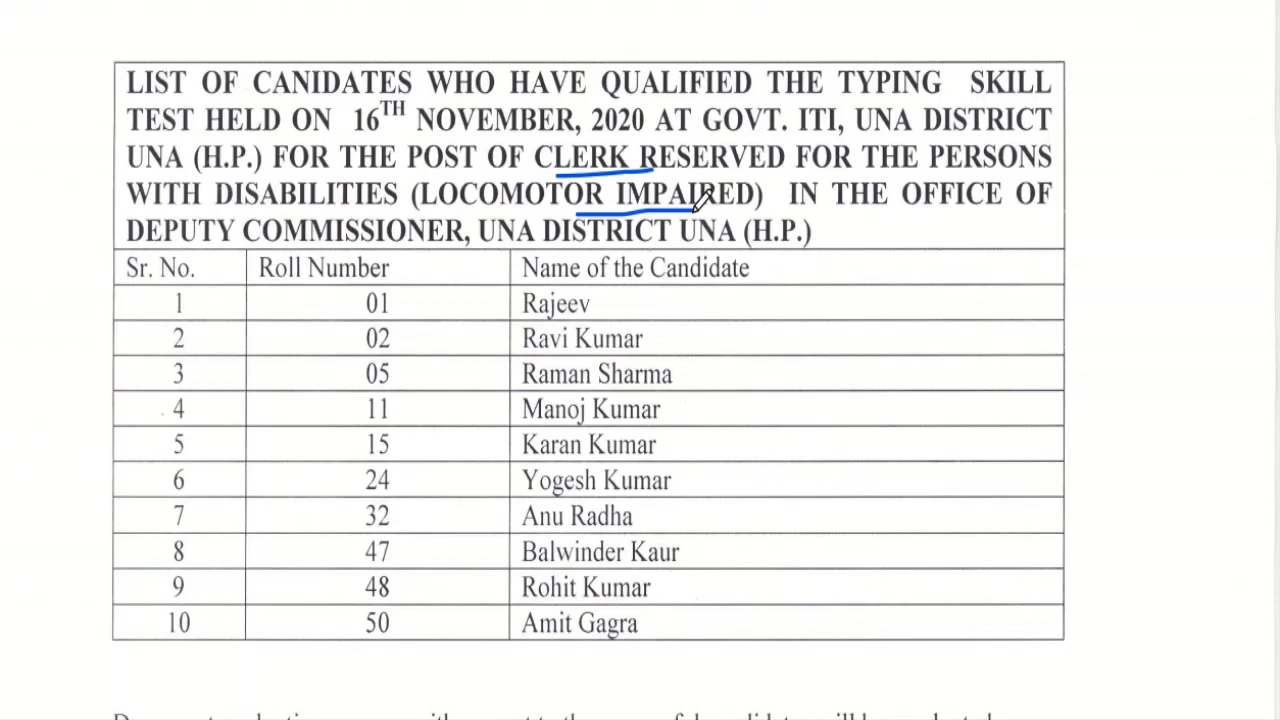 LIST OF CANIDATES WHO HAVE QUALIFIED THE TYPING SKILL
TEST HELD ON 16TH NOVEMBER, 2020 AT GOVT. ITI, UNA DISTRICT
UNA (H.P.) FOR THE POST OF CLERK RESERVED FOR THE PERSONS
WITH DISABILITIES (LOCOMOTOR IMPAIRED) IN THE OFFICE OF
DEPUTY COMMISSIONER, UNA DISTRICT UNA (H.P.)
Sr. No. Roll Number Name of the Candidate
1 01 Rajeev
2 02 Ravi Kumar
3 05 Raman Sharma
4 11 Manoj Kumar
5 15 Karan Kumar
6 24 Yogesh Kumar
7 32 Anu Radha
8 47 Balwinder Kaur
9 48 Rohit Kumar
10 50 Amit Gagra